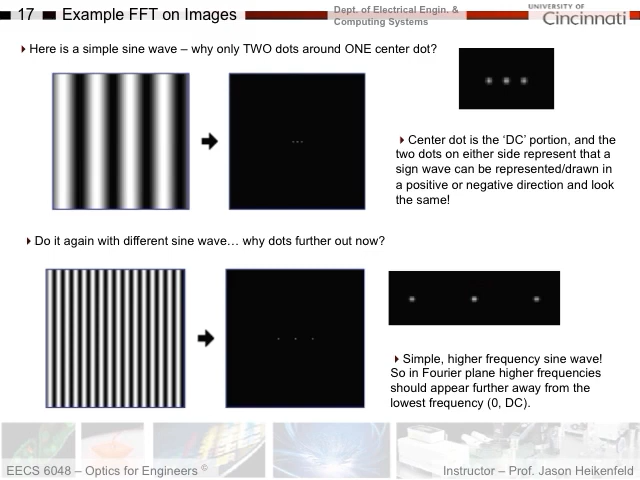 17 Example FFT on Images
Dept. of Electrical Engin. &
Computing Systems
UNIVERSITY OF
Cincinnati
Here is a simple sine wave – why only TWO dots around ONE center dot?
Center dot is the ‘DC’ portion, and the
two dots on either side represent that a
sign wave can be represented/drawn in
a positive or negative direction and look
the same!
Do it again with different sine wave… why dots further out now?
Simple, higher frequency sine wave!
So in Fourier plane higher frequencies
should appear further away from the
lowest frequency (0, DC).
EECS 6048 – Optics for Engineers ©
Instructor – Prof. Jason Heikenfeld